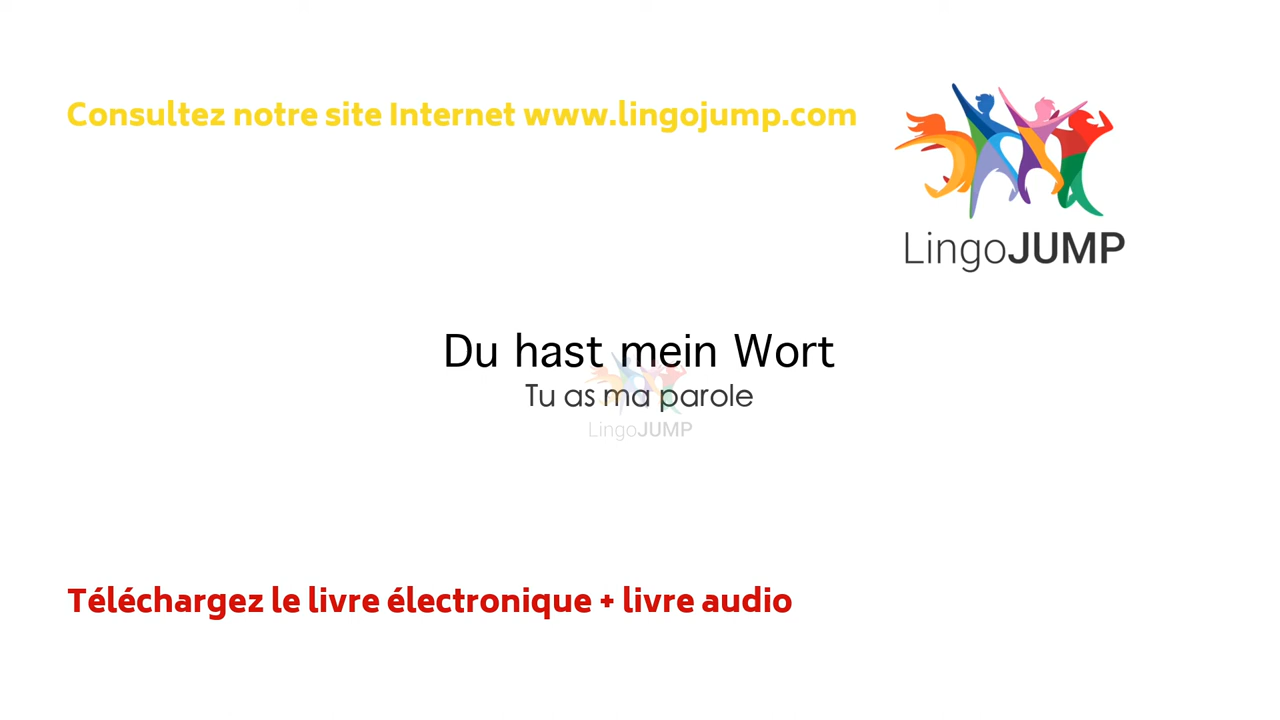 Consultez notre site Internet www.lingojump.com
LingoJUMP
Du hast mein Wort
Tu as ma parole
LingoJUMP
Téléchargez le livre électronique + livre audio